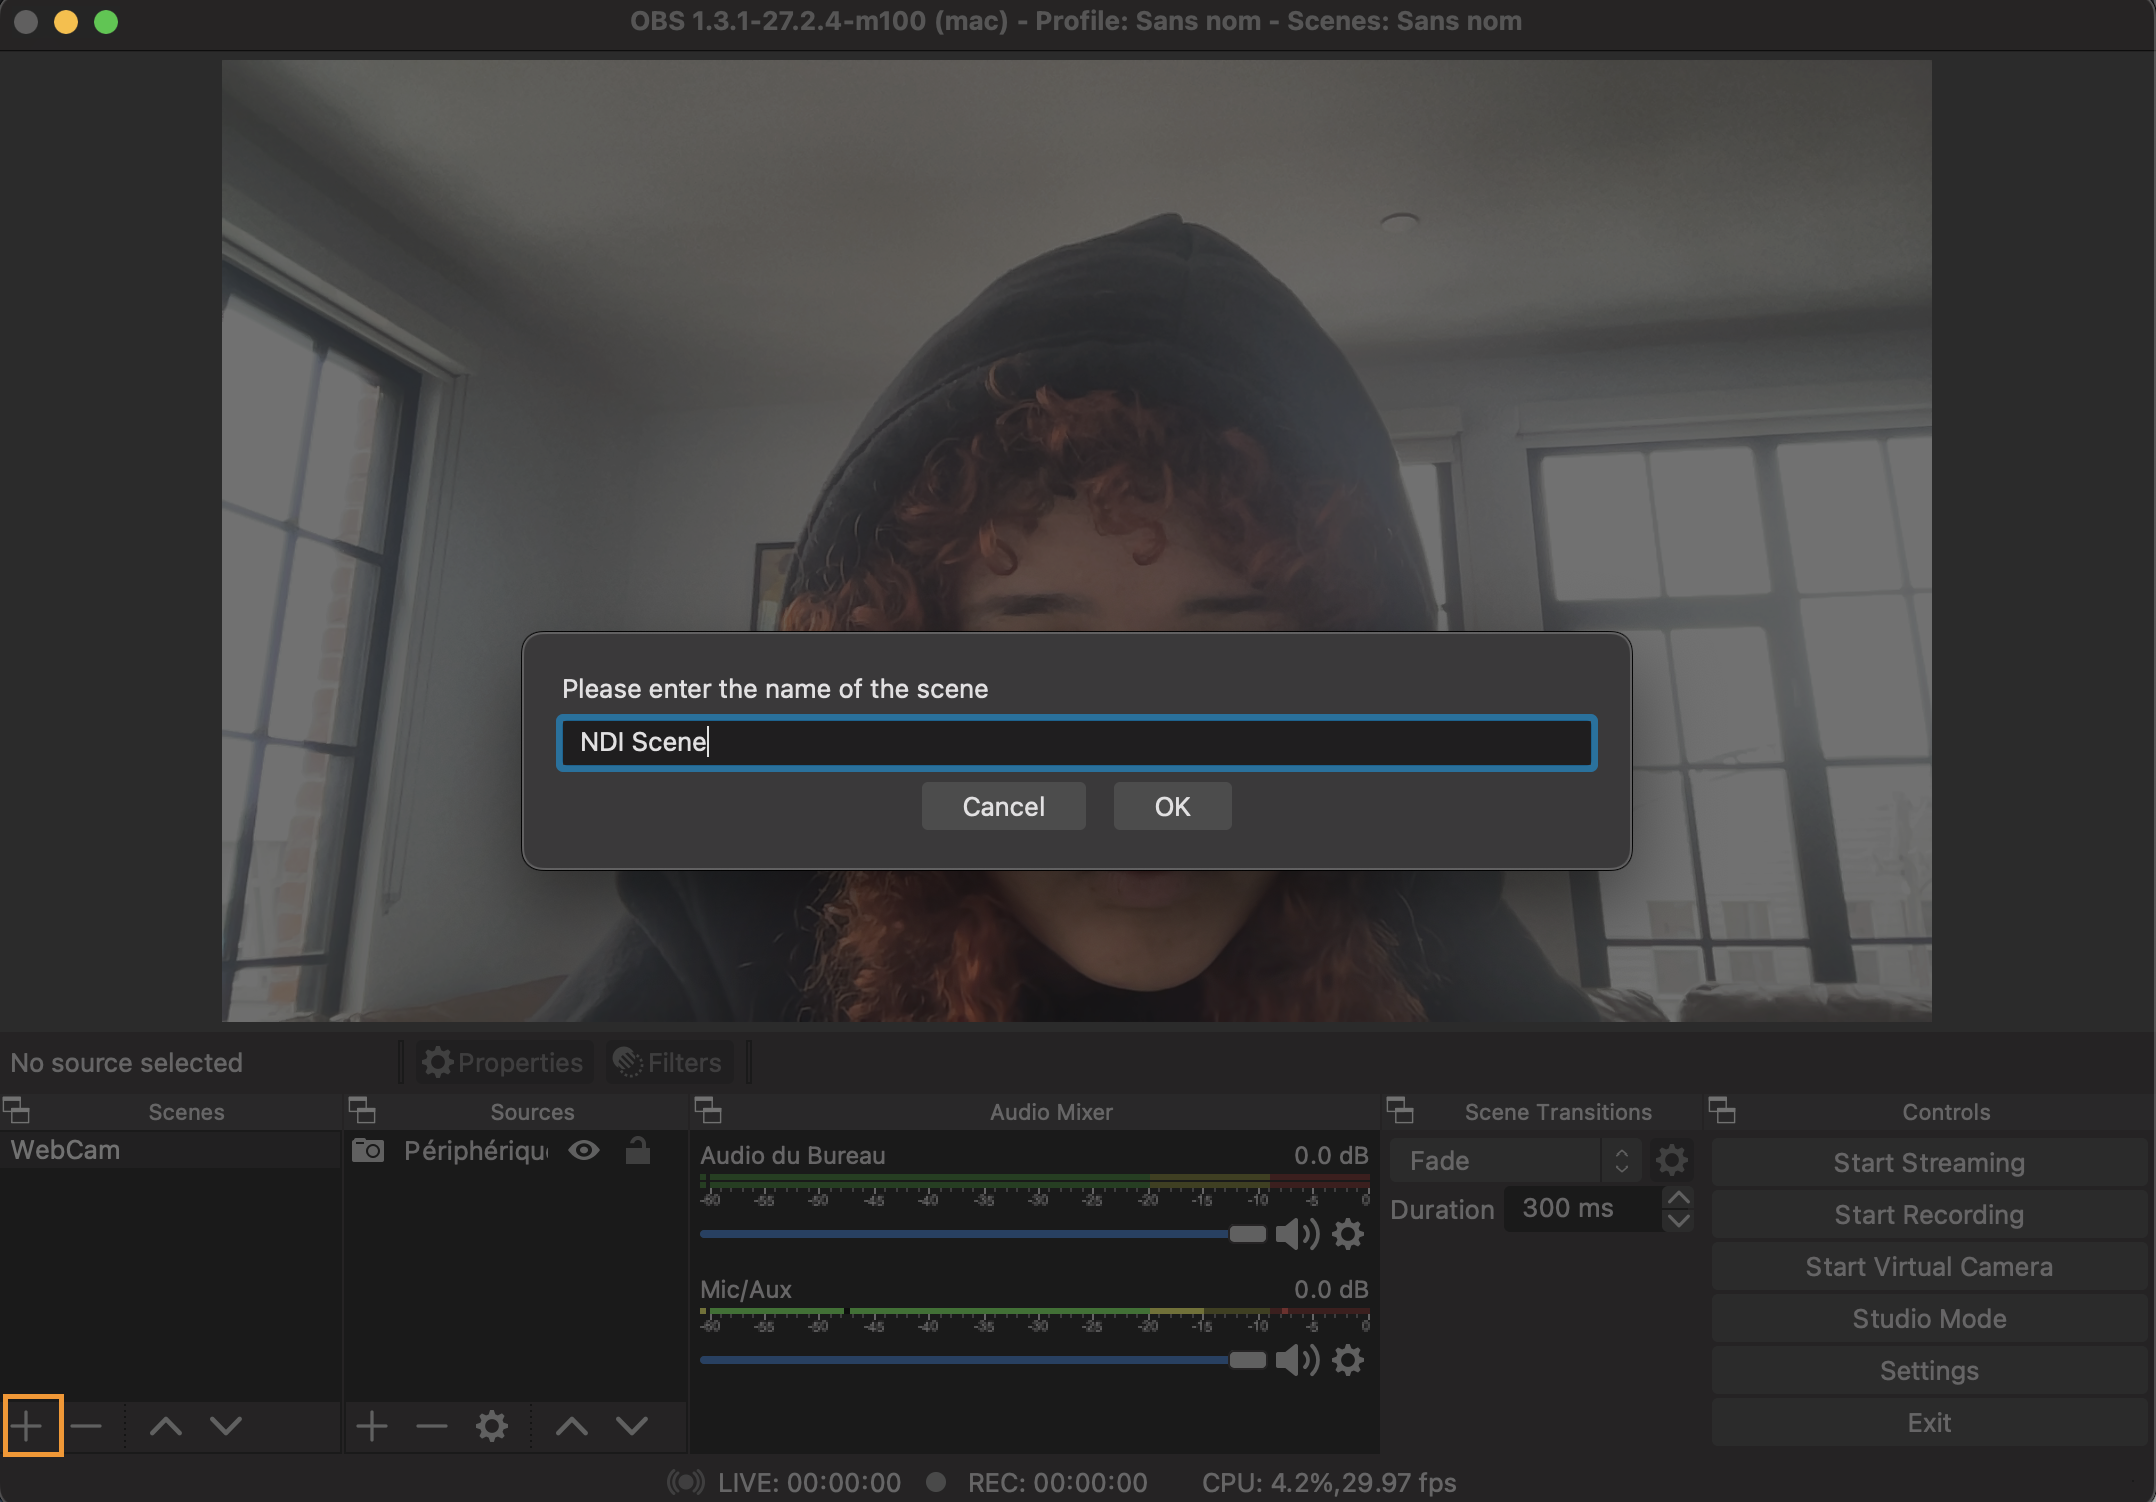 OBS 1.3.1-27.2.4-m100 (mac) - Profile: Sans nom - Scenes: Sans nom
Please enter the name of the scene
NDI Scene
Cancel
OK
No source selected
Properties
Filters
Scenes
WebCam
Sources
Périphériqu
Audio Mixer
Audio du Bureau
0.0 dB
-60 -55 -50 -45 -40 -35 -30 -25 -20 -15 -10 -5 0
Mic/Aux
0.0 dB
-60 -55 -50 -45 -40 -35 -30 -25 -20 -15 -10 -5 0
Scene Transitions
Fade
Duration
300 ms
Controls
Start Streaming
Start Recording
Start Virtual Camera
Studio Mode
Settings
Exit
LIVE: 00:00:00
REC: 00:00:00
CPU: 4.2%,29.97 fps